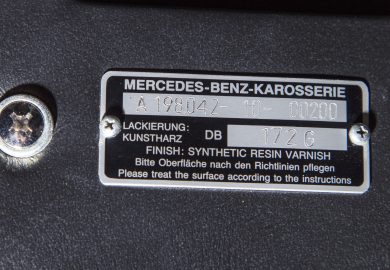 MERCEDES-BENZ-KAROSSERIE
A 198042-10-00200
LACKIERUNG:
KUNSTHARZ DB 172 G
FINISH: SYNTHETIC RESIN VARNISH
Bitte Oberfläche nach den Richtlinien pflegen
Please treat the surface according to the instructions